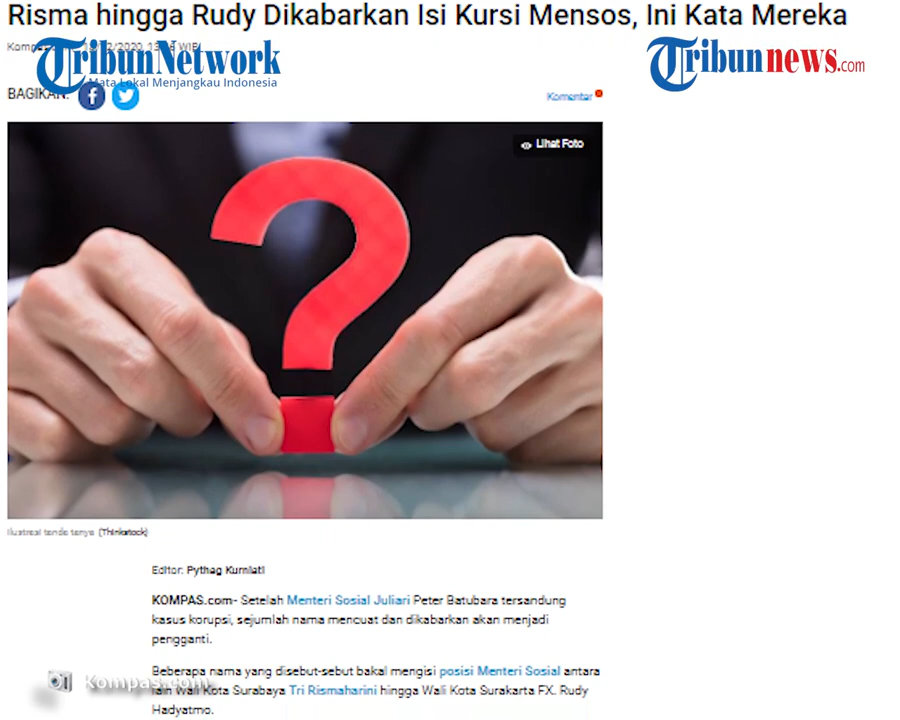 Risma hingga Rudy Dikabarkan Isi Kursi Mensos, Ini Kata Mereka
TribunNetwork
Mata Lokal Menjangkau Indonesia
Tribunnews.com
BAGIKAN:
Komentar
Lihat Foto
Ilustrasi tanda tanya (Thinkstock)
Editor: Pythag Kurniati
KOMPAS.com- Setelah Menteri Sosial Juliari Peter Batubara tersandung
kasus korupsi, sejumlah nama mencuat dan dikabarkan akan menjadi
pengganti.
Beberapa nama yang disebut-sebut bakal mengisi posisi Menteri Sosial antara
lain Wali Kota Surabaya Tri Rismaharini hingga Wali Kota Surakarta FX. Rudy
Hadyatmo.
Kompas.com